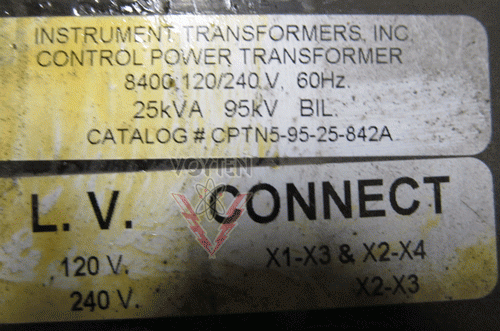 INSTRUMENT TRANSFORMERS, INC.
CONTROL POWER TRANSFORMER
8400:120/240 V, 60Hz.
25kVA 95kV BIL.
CATALOG # CPTN5-95-25-842A
VOYTEN
L. V. CONNECT
120 V. X1-X3 & X2-X4
240 V. X2-X3